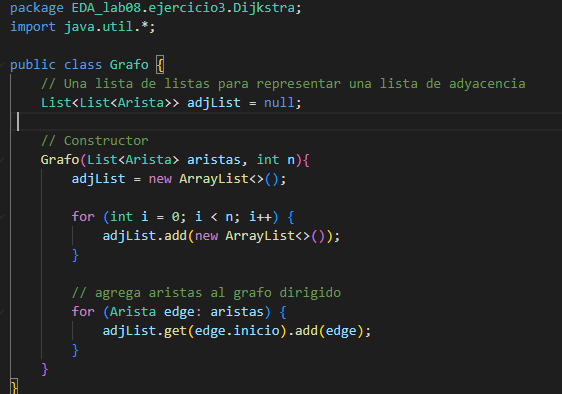 package EDA_lab08.ejercicio3.Dijkstra;
import java.util.*;
public class Grafo {
// Una lista de listas para representar una lista de adyacencia
List<List<Arista>> adjList = null;
// Constructor
Grafo(List<Arista> aristas, int n){
adjList = new ArrayList<>();
for (int i = 0; i < n; i++) {
adjList.add(new ArrayList<>());
}
// agrega aristas al grafo dirigido
for (Arista edge: aristas) {
adjList.get(edge.inicio).add(edge);
}
}
}